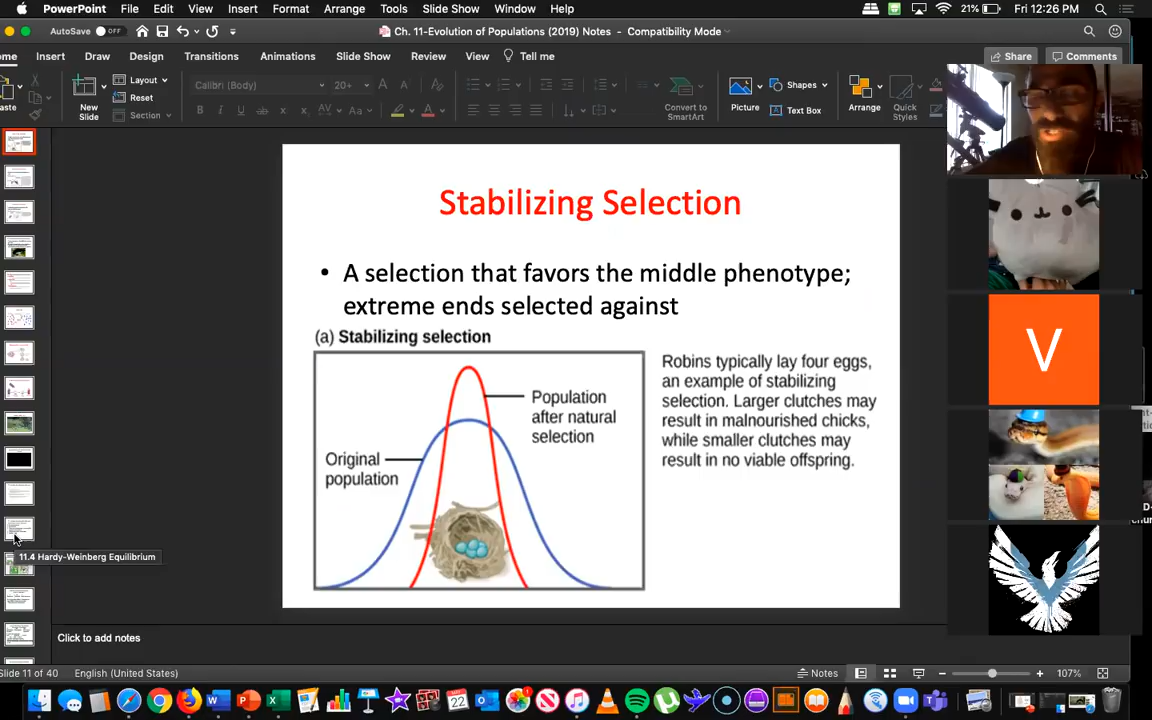 PowerPoint File Edit View Insert Format Arrange Tools Slide Show Window Help 21% Fri 12:26 PM
AutoSave OFF Ch. 11-Evolution of Populations (2019) Notes - Compatibility Mode
Insert Draw Design Transitions Animations Slide Show Review View Tell me Share Comments
New Slide
Layout
Reset
Section
Calibri (Body) 20+
Convert to SmartArt
Picture
Shapes
Text Box
Arrange
Quick Styles
Stabilizing Selection
• A selection that favors the middle phenotype;
extreme ends selected against
(a) Stabilizing selection
Population
after natural
selection
Original
population
Robins typically lay four eggs,
an example of stabilizing
selection. Larger clutches may
result in malnourished chicks,
while smaller clutches may
result in no viable offspring.
V
11.4 Hardy-Weinberg Equilibrium
Click to add notes
Slide 11 of 40 English (United States) Notes 107%